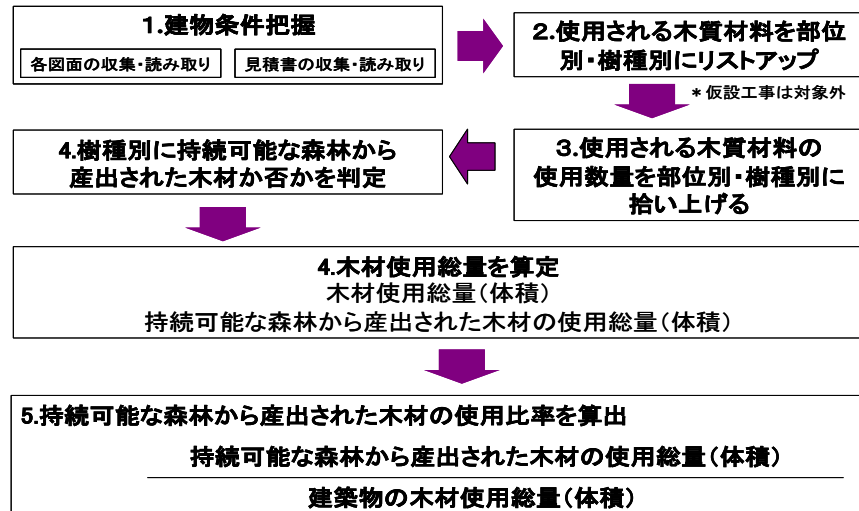 1.建物条件把握
各図面の収集・読み取り
見積書の収集・読み取り
2.使用される木質材料を部位
別・樹種別にリストアップ
＊仮設工事は対象外
3.使用される木質材料の
使用数量を部位別・樹種別に
拾い上げる
4.樹種別に持続可能な森林から
産出された木材か否かを判定
4.木材使用総量を算定
木材使用総量(体積)
持続可能な森林から産出された木材の使用総量(体積)
5.持続可能な森林から産出された木材の使用比率を算出
持続可能な森林から産出された木材の使用総量(体積)
建築物の木材使用総量(体積)